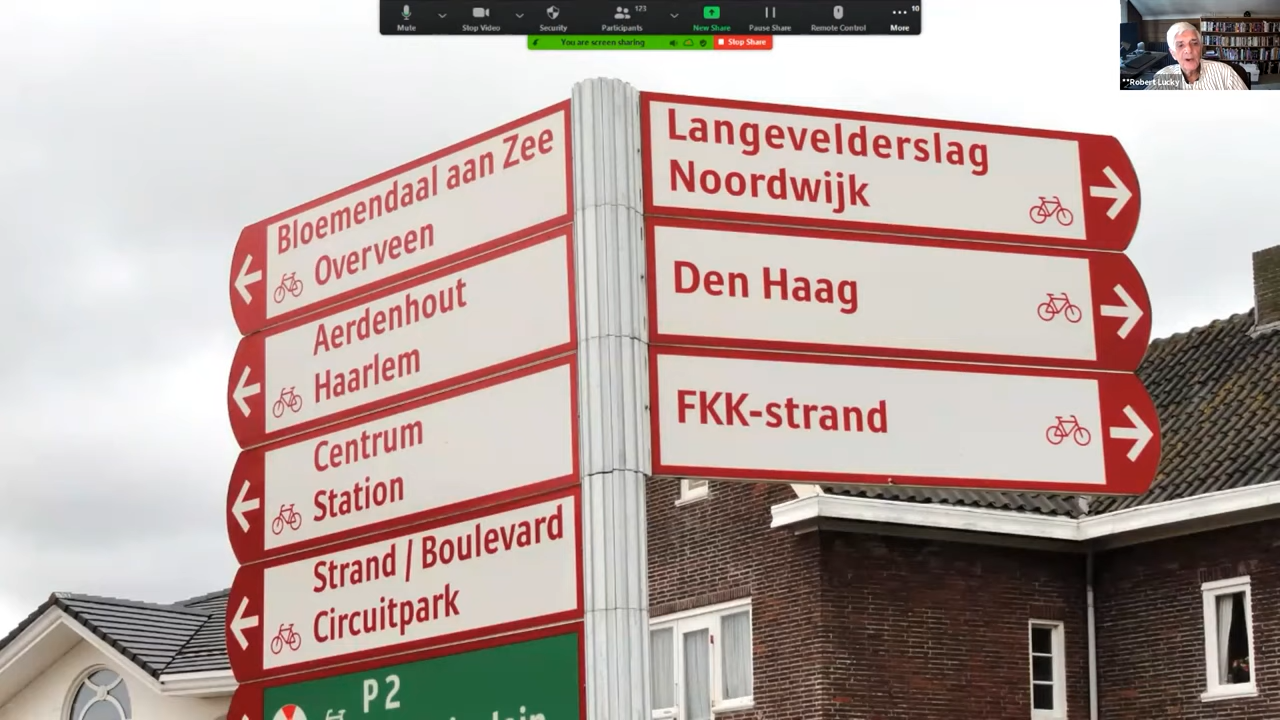 Mute
Stop Video
Security
123
Participants
New Share
Pause Share
Remote Control
10
More
You are screen sharing
Stop Share
**Robert Lucky
Bloemendaal aan Zee
Overveen
Aerdenhout
Haarlem
Centrum
Station
Strand / Boulevard
Circuitpark
P 2
Langevelderslag
Noordwijk
Den Haag
FKK-strand